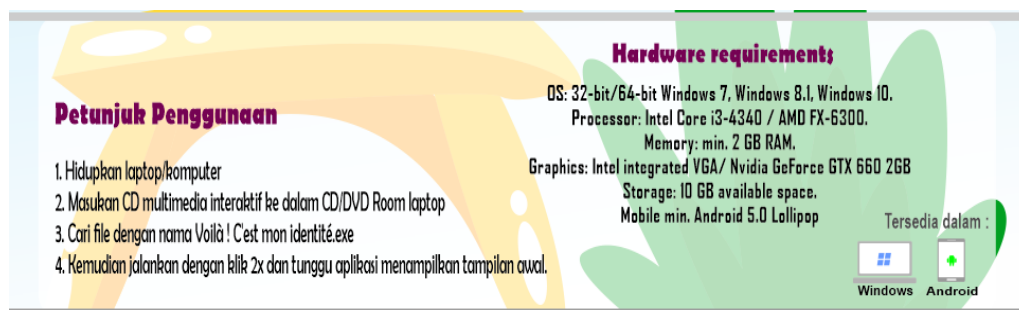 Petunjuk Penggunaan
1. Hidupkan laptop/komputer
2. Masukan CD multimedia interaktif ke dalam CD/DVD Room laptop
3. Cari file dengan nama Voilà ! C'est mon identité.exe
4. Kemudian jalankan dengan klik 2x dan tunggu aplikasi menampilkan tampilan awal.
Hardware requirements
OS: 32-bit/64-bit Windows 7, Windows 8.1, Windows 10.
Processor: Intel Core i3-4340 / AMD FX-6300.
Memory: min. 2 GB RAM.
Graphics: Intel integrated VGA/ Nvidia GeForce GTX 660 2GB
Storage: 10 GB available space.
Mobile min. Android 5.0 Lollipop
Tersedia dalam :
Windows Android